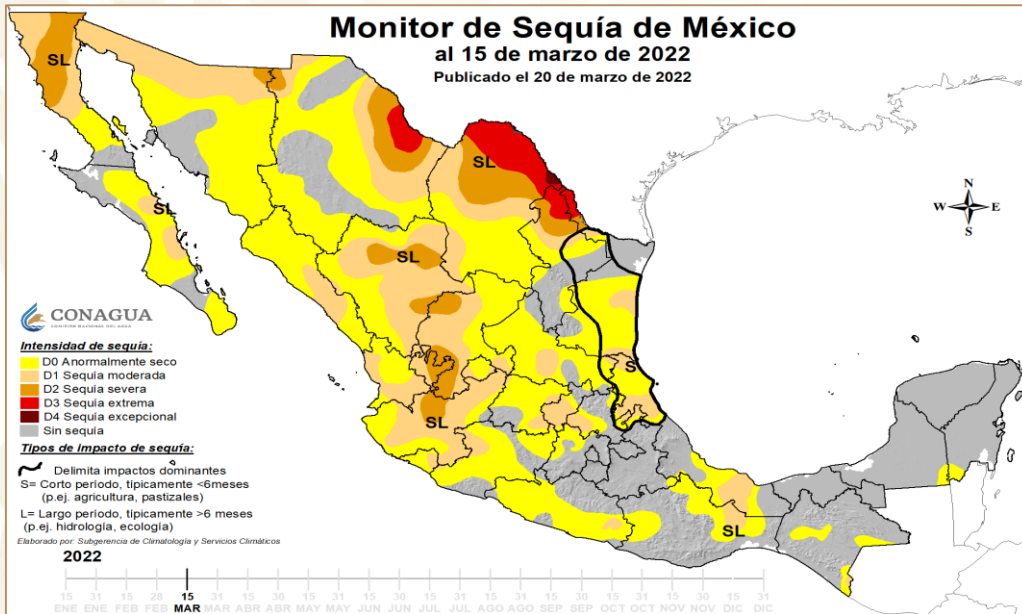 Monitor de Sequía de México
al 15 de marzo de 2022
Publicado el 20 de marzo de 2022
SL
SL
SL
SL
SL
S
SL
N
W E
S
CONAGUA
COMISIÓN NACIONAL DEL AGUA
Intensidad de sequía:
D0 Anormalmente seco
D1 Sequía moderada
D2 Sequía severa
D3 Sequía extrema
D4 Sequía excepcional
Sin sequía
Tipos de impacto de sequía:
Delimita impactos dominantes
S= Corto período, típicamente <6meses
(p.ej. agricultura, pastizales)
L= Largo período, típicamente >6 meses
(p.ej. hidrología, ecología)
Elaborado por: Subgerencia de Climatología y Servicios Climáticos
2022
15 31 15 28 15 31 15 30 15 31 15 30 15 31 15 31 15 30 15 31 15 30 15 31
ENE ENE FEB FEB MAR MAR ABR ABR MAY MAY JUN JUN JUL JUL AGO AGO SEP SEP OCT OCT NOV NOV DIC DIC